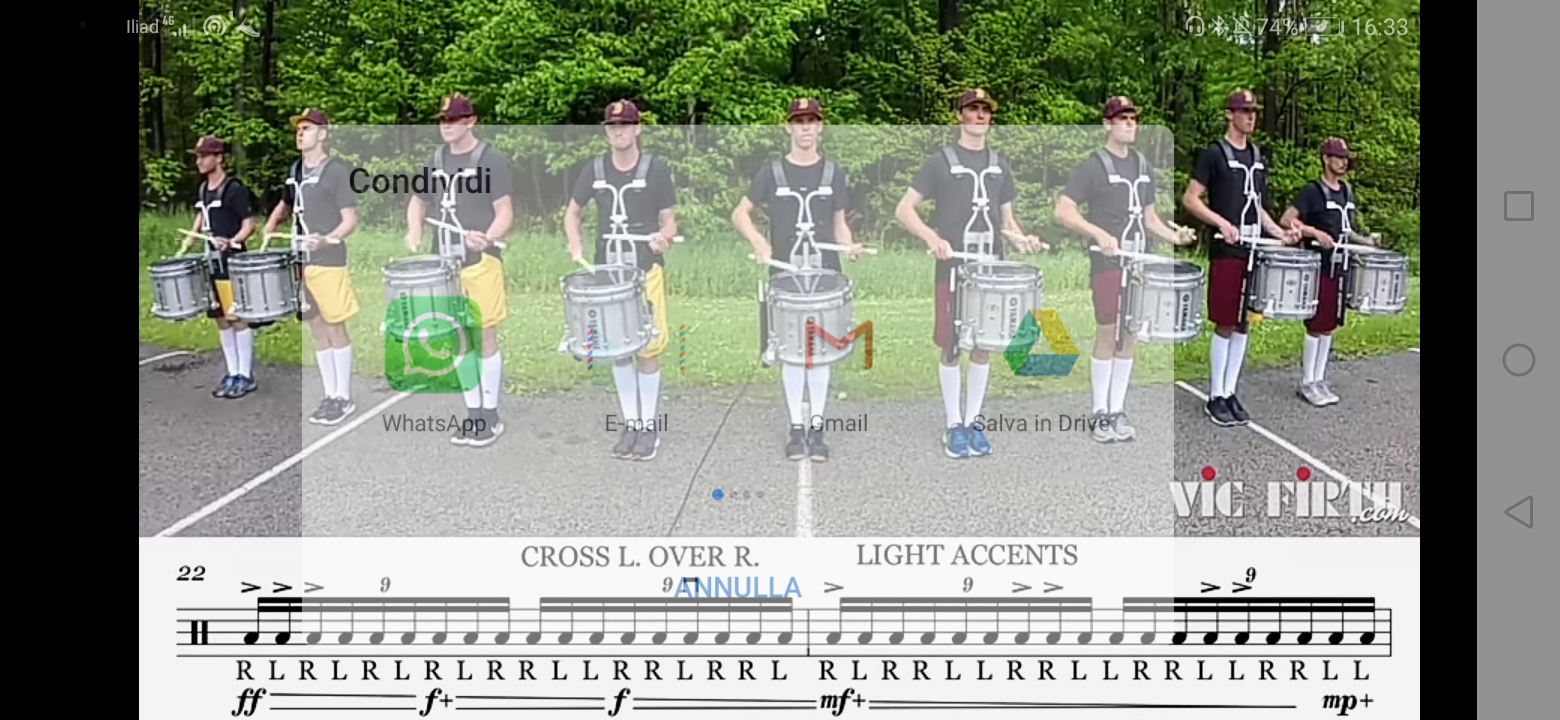 Iliad 46 74% 16:33
Condividi
WhatsApp E-mail Gmail Salva in Drive
VIC FIRTH
.com
CROSS L. OVER R. LIGHT ACCENTS
ANNULLA
22 9 9 9 9
R L R L R L R L R R L L R R L R R L R L R L L R R L L R R L L R R L L
ff f+ f mf+ mp+